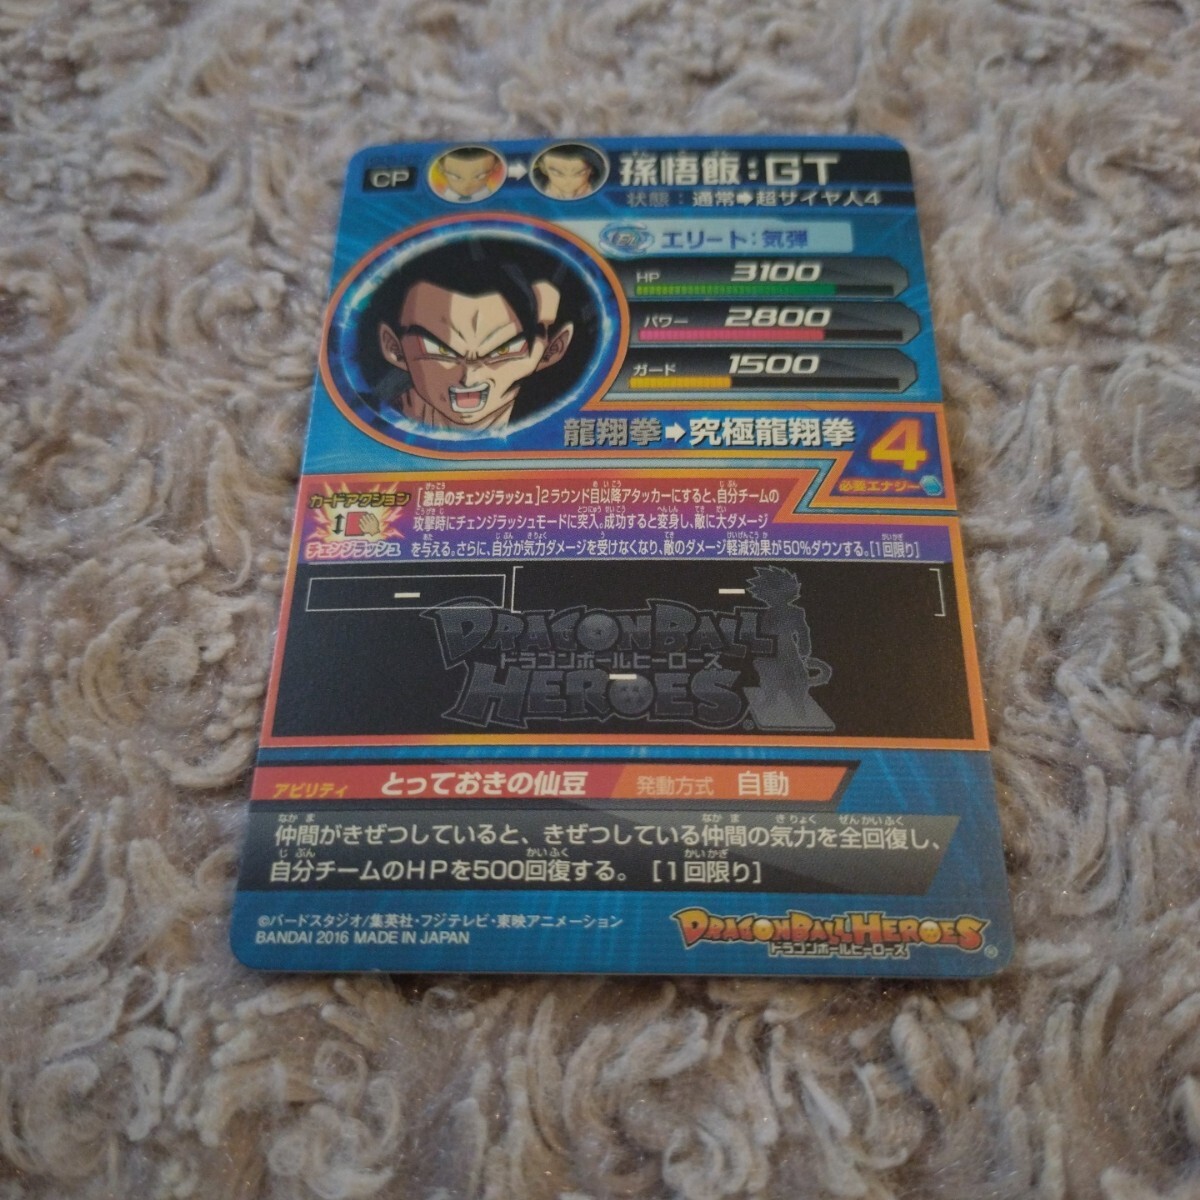 CP
孫悟飯：GT
状態：通常➡超サイヤ人4
エリート：気弾
HP 3100
パワー 2800
ガード 1500
龍翔拳➡究極龍翔拳
4
必要エナジー
カードアクション
チェンジラッシュ
[激昂のチェンジラッシュ]2ラウンド目以降アタッカーにすると、自分チームの
攻撃時にチェンジラッシュモードに突入。成功すると変身し、敵に大ダメージ
を与える。さらに、自分が気力ダメージを受けなくなり、敵のダメージ軽減効果が50%ダウンする。[1回限り]
ー
ー
DRAGON BALL
ドラゴンボールヒーローズ
ー
HEROES
アビリティ とっておきの仙豆 発動方式 自動
仲間がきぜつしていると、きぜつしている仲間の気力を全回復し、
自分チームのHPを500回復する。 [1回限り]
©バードスタジオ/集英社・フジテレビ・東映アニメーション
BANDAI 2016 MADE IN JAPAN
DRAGON BALL HEROES
ドラゴンボールヒーローズ